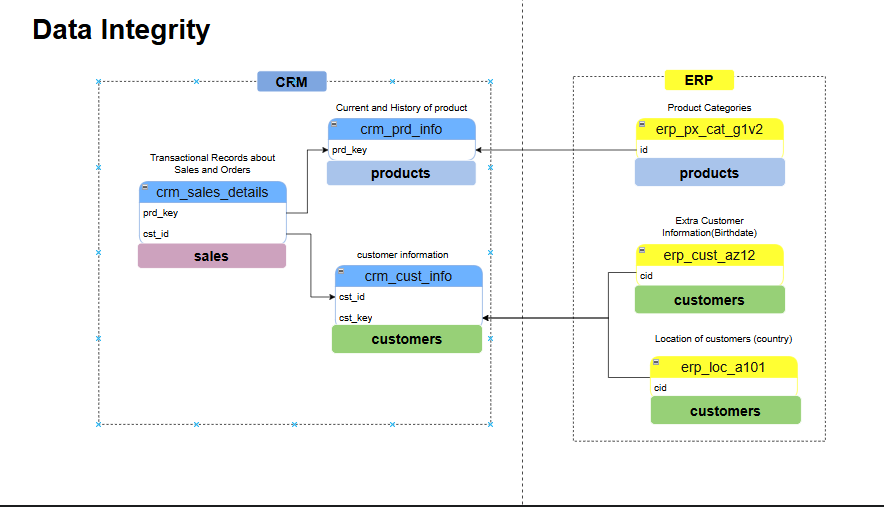 Data Integrity
CRM
Current and History of product
crm_prd_info
prd_key
products
Transactional Records about
Sales and Orders
crm_sales_details
prd_key
cst_id
sales
customer information
crm_cust_info
cst_id
cst_key
customers
ERP
Product Categories
erp_px_cat_g1v2
id
products
Extra Customer
Information(Birthdate)
erp_cust_az12
cid
customers
Location of customers (country)
erp_loc_a101
cid
customers